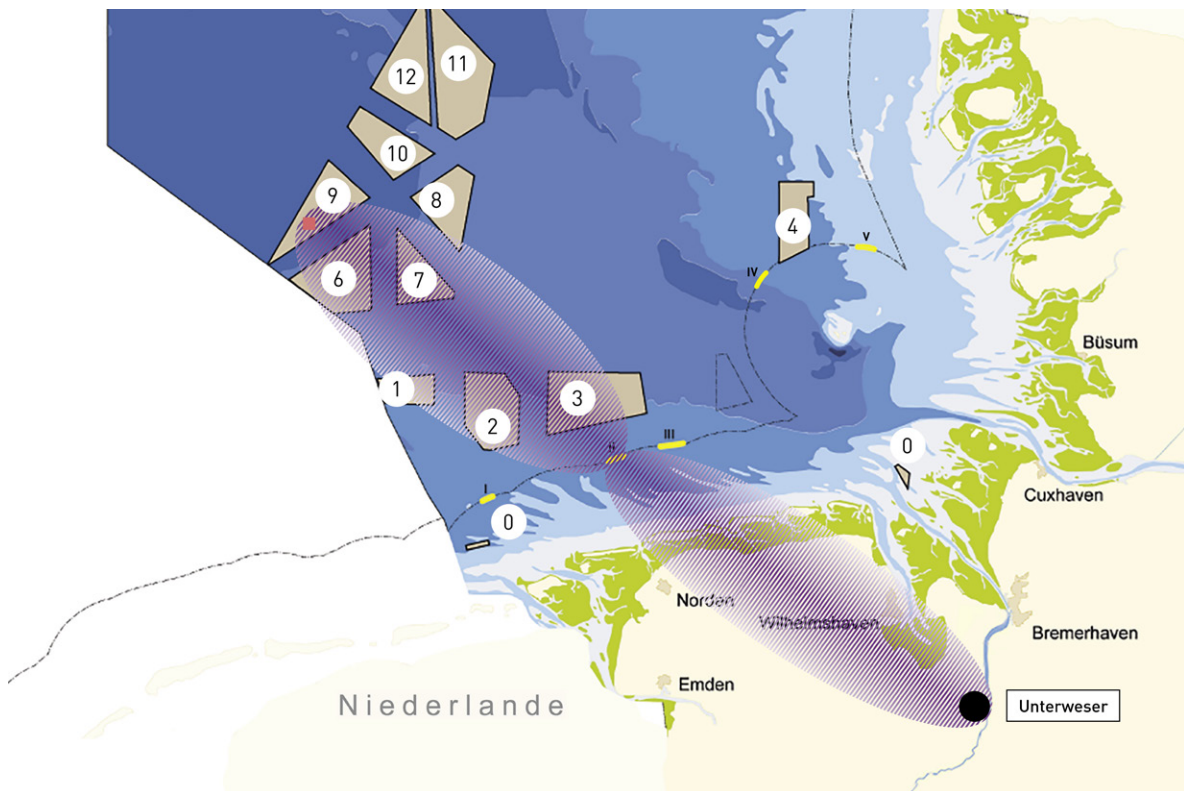 12
11
10
9
8
6
7
4
V
IV
1
2
3
III
II
I
0
0
Büsum
Cuxhaven
Norden
Wilhelmshaven
Bremerhaven
Emden
Niederlande
Unterweser